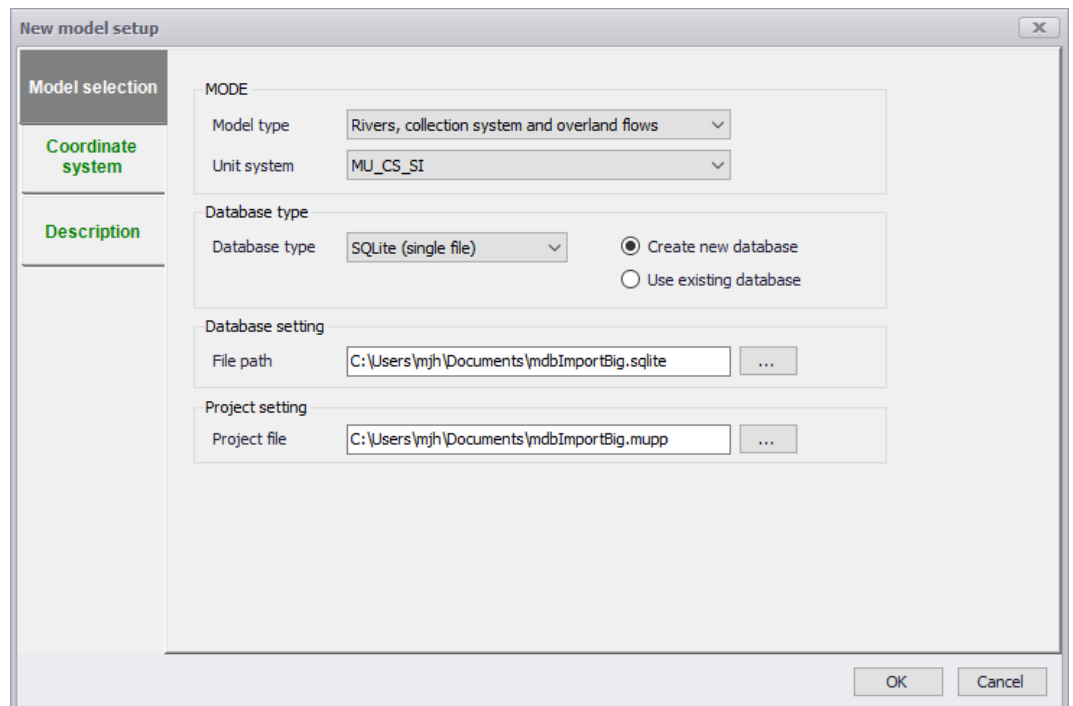 New model setup
x
Model selection
Coordinate
system
Description
MODE
Model type Rivers, collection system and overland flows
Unit system MU_CS_SI
Database type
Database type SQLite (single file) Create new database
Use existing database
Database setting
File path C:\Users\mjh\Documents\mdbImportBig.sqlite ...
Project setting
Project file C:\Users\mjh\Documents\mdbImportBig.mupp ...
OK Cancel